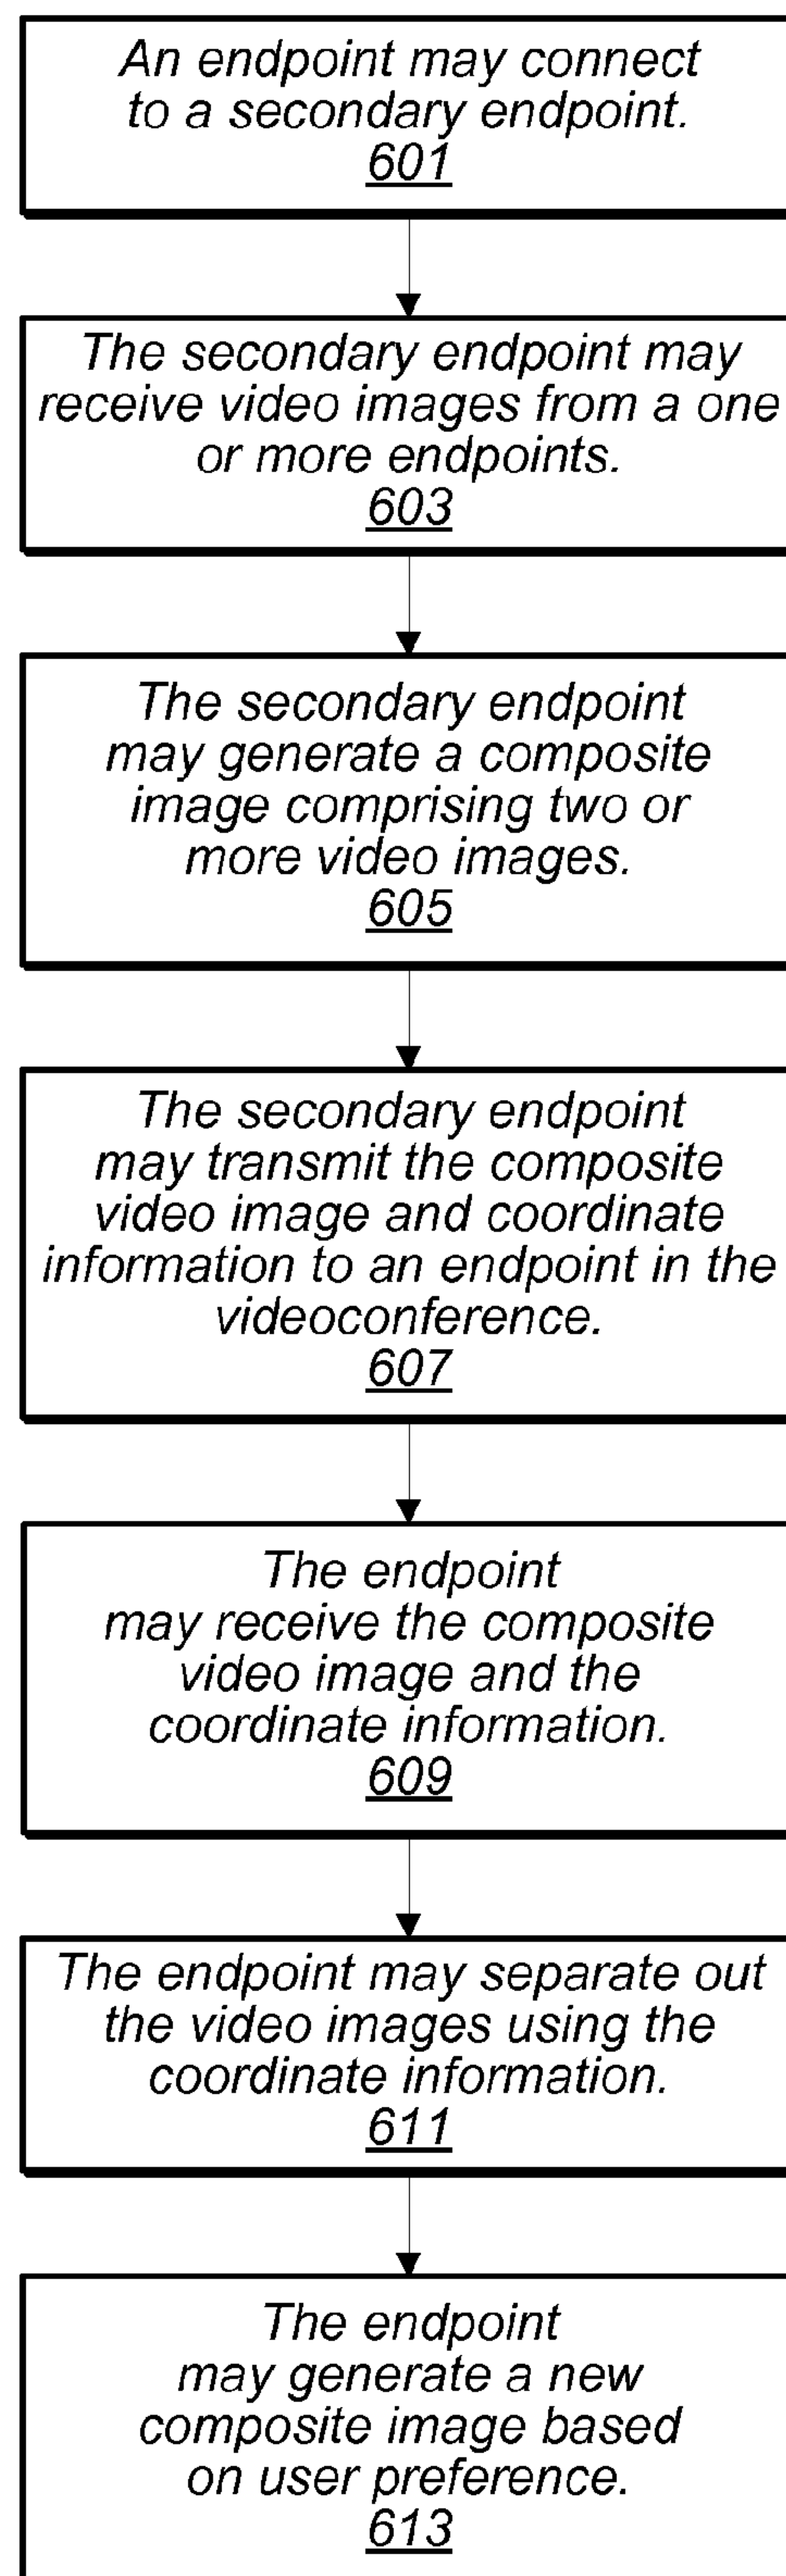 An endpoint may connect
to a secondary endpoint.
601
The secondary endpoint may
receive video images from a one
or more endpoints.
603
The secondary endpoint
may generate a composite
image comprising two or
more video images.
605
The secondary endpoint
may transmit the composite
video image and coordinate
information to an endpoint in the
videoconference.
607
The endpoint
may receive the composite
video image and the
coordinate information.
609
The endpoint may separate out
the video images using the
coordinate information.
611
The endpoint
may generate a new
composite image based
on user preference.
613